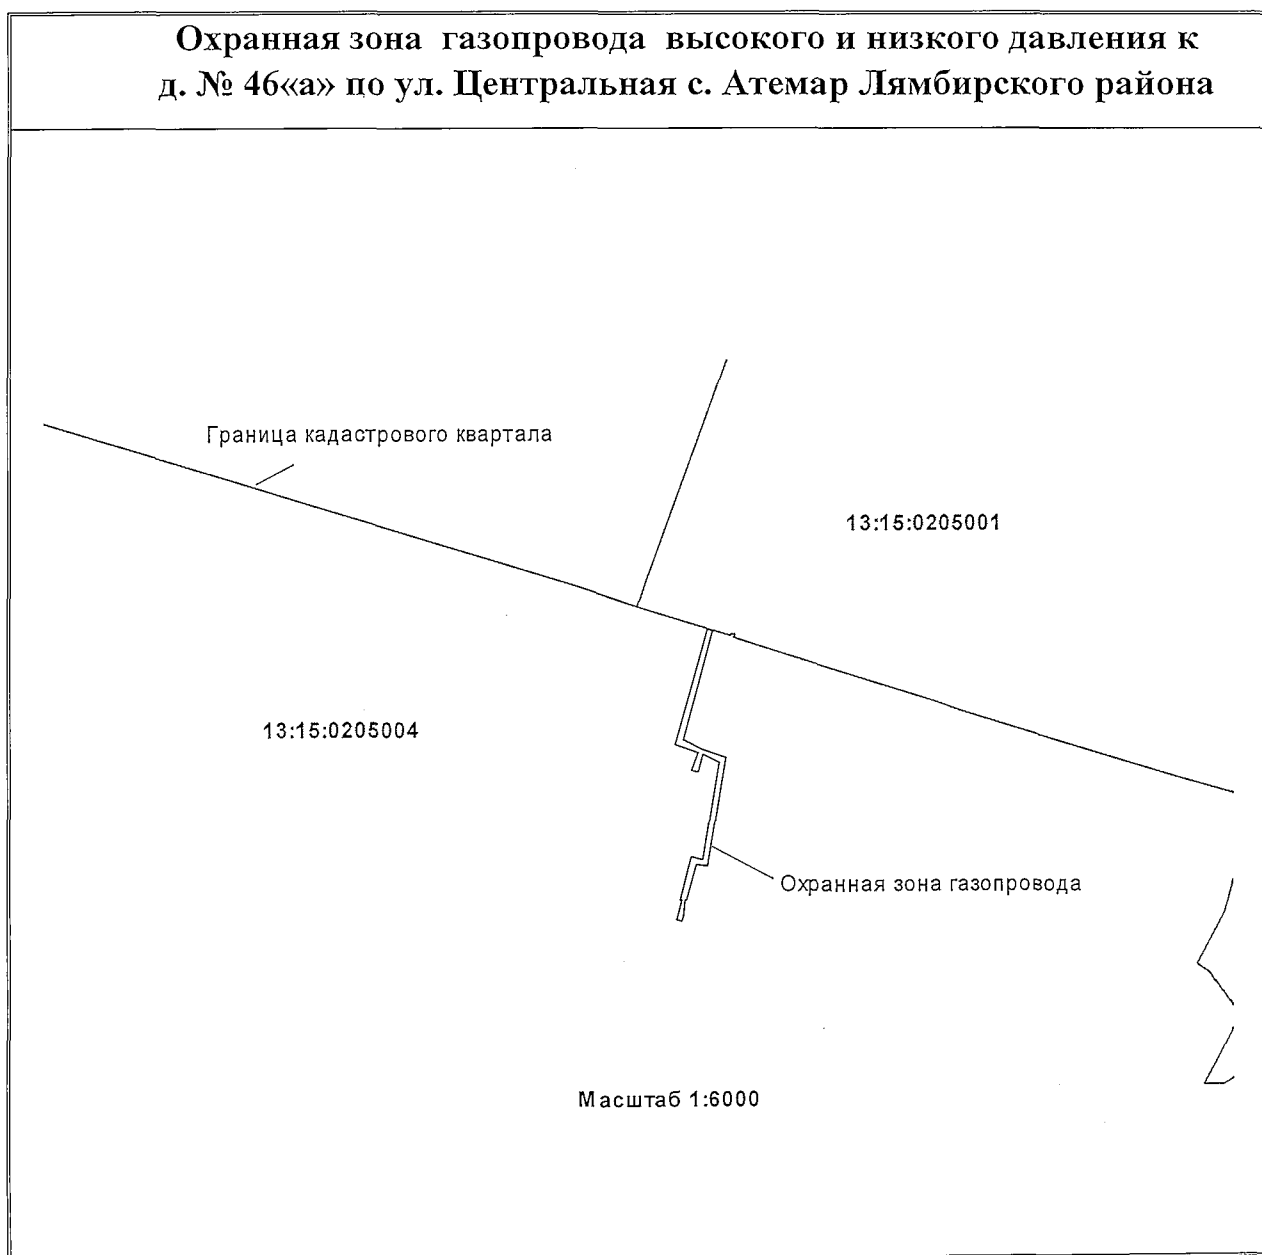 Охранная зона газопровода высокого и низкого давления к
д. № 46«а» по ул. Центральная с. Атемар Лямбирского района
Граница кадастрового квартала
13:15:0205001
13:15:0205004
Охранная зона газопровода
Масштаб 1:6000